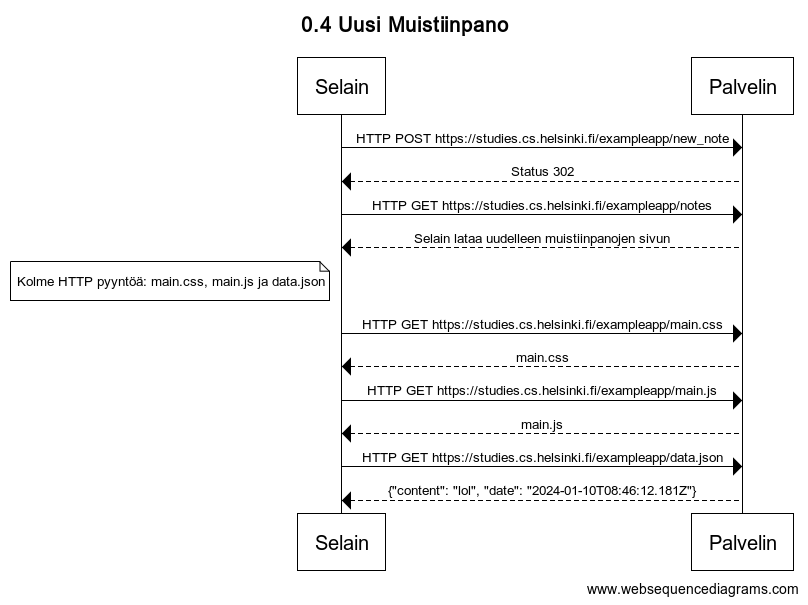 0.4 Uusi Muistiinpano
Selain
Palvelin
HTTP POST https://studies.cs.helsinki.fi/exampleapp/new_note
Status 302
HTTP GET https://studies.cs.helsinki.fi/exampleapp/notes
Selain lataa uudelleen muistiinpanojen sivun
Kolme HTTP pyyntöä: main.css, main.js ja data.json
HTTP GET https://studies.cs.helsinki.fi/exampleapp/main.css
main.css
HTTP GET https://studies.cs.helsinki.fi/exampleapp/main.js
main.js
HTTP GET https://studies.cs.helsinki.fi/exampleapp/data.json
{"content": "lol", "date": "2024-01-10T08:46:12.181Z"}
Selain
Palvelin
www.websequencediagrams.com